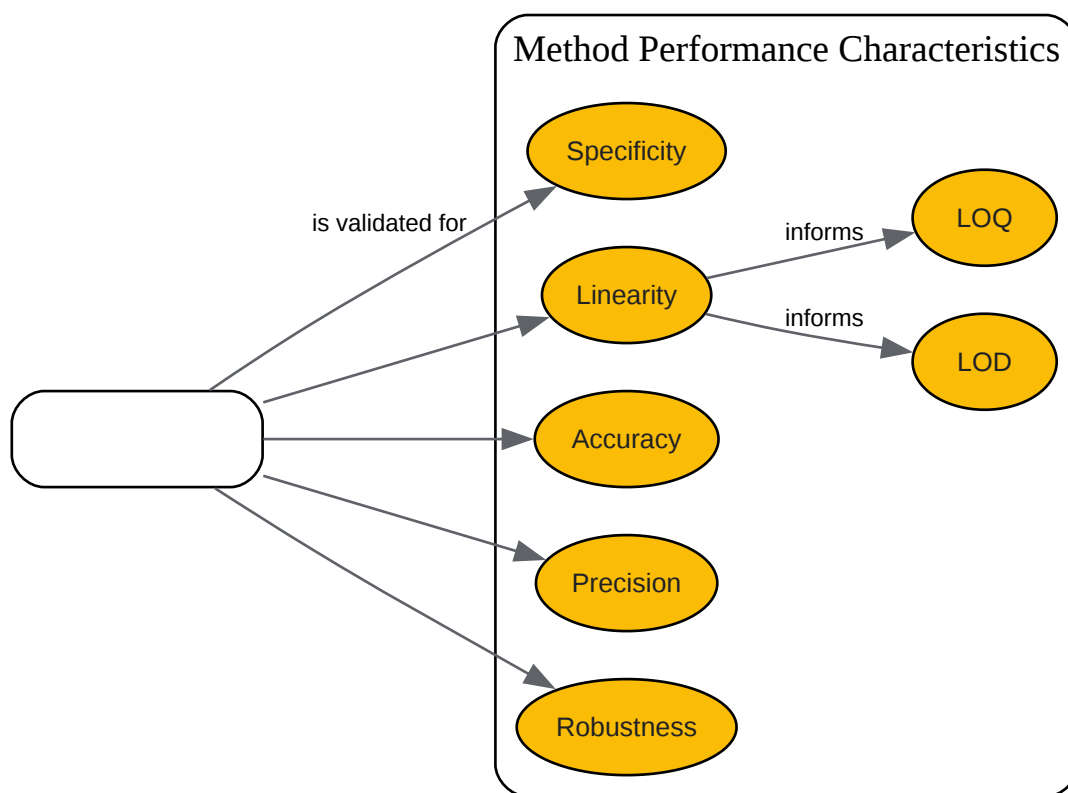 Method Performance Characteristics
Specificity
is validated for
LOQ
informs
Linearity
informs
LOD
Accuracy
Precision
Robustness